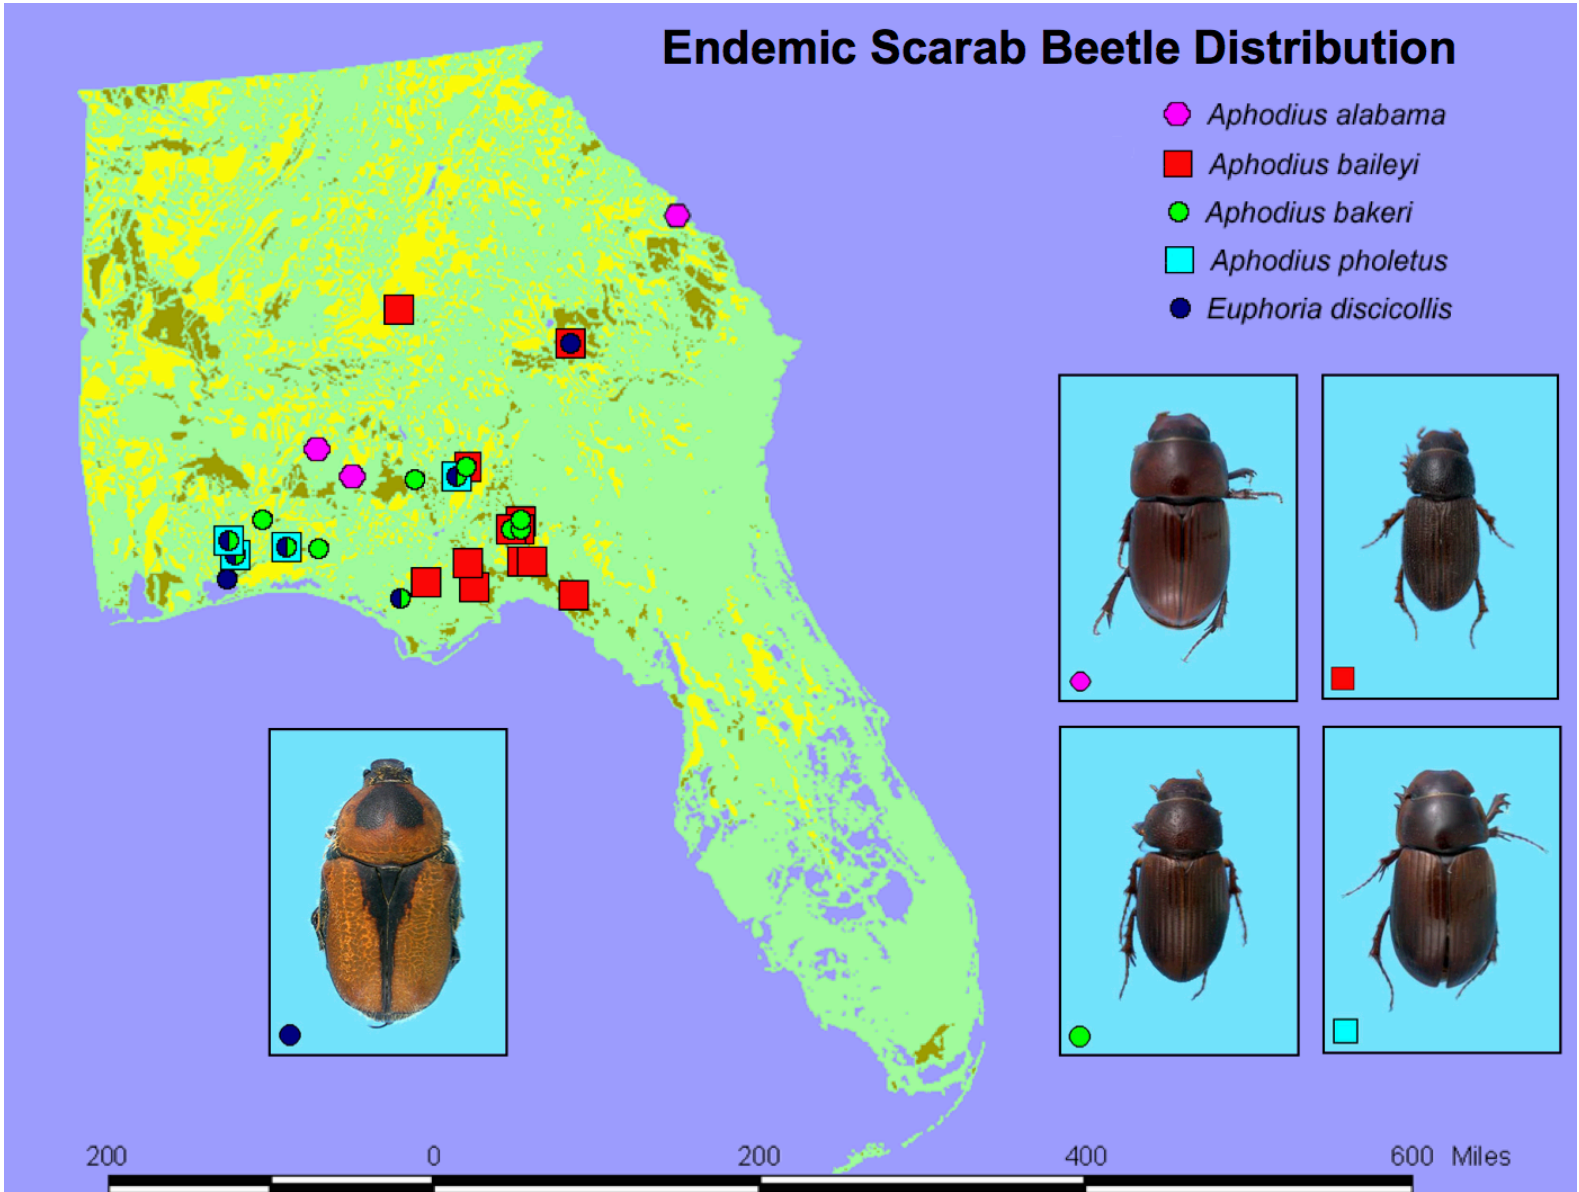 Endemic Scarab Beetle Distribution
Aphodius alabama
Aphodius baileyi
Aphodius bakeri
Aphodius pholetus
Euphoria discicollis
200 0 200 400 600 Miles